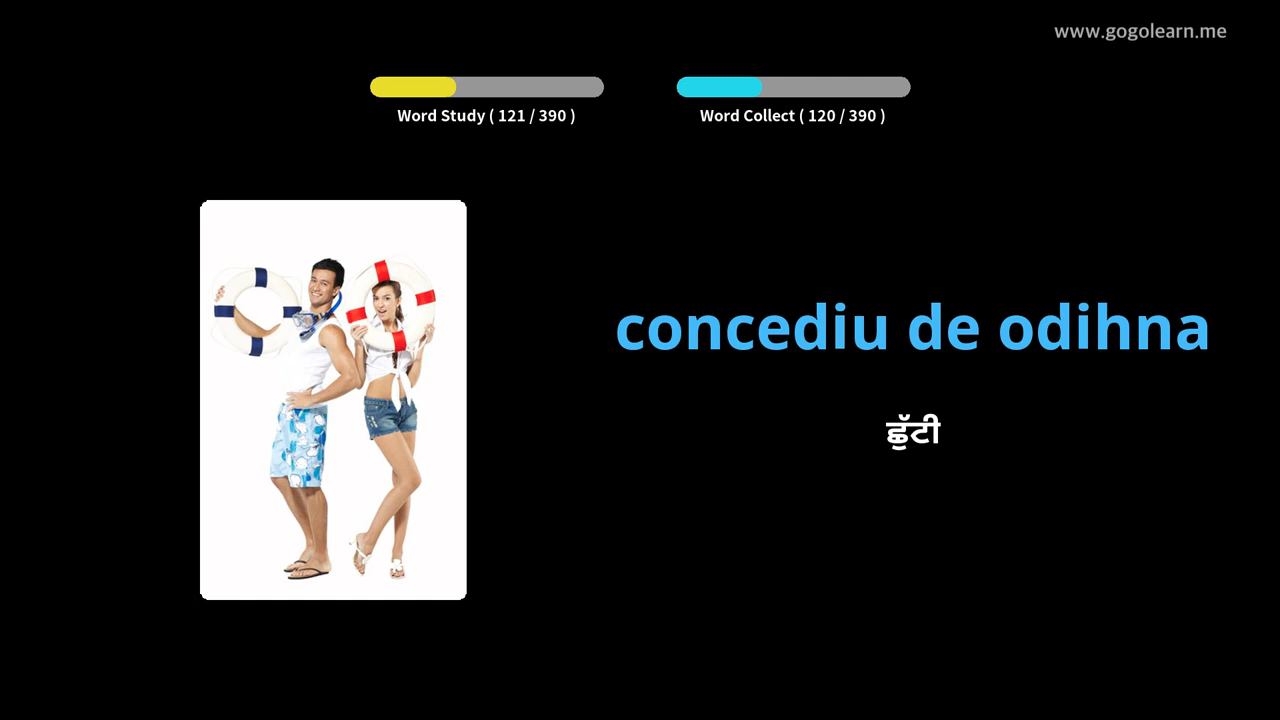 www.gogolearn.me
Word Study ( 121 / 390 )
Word Collect ( 120 / 390 )
concediu de odihna
ਛੁੱਟੀ